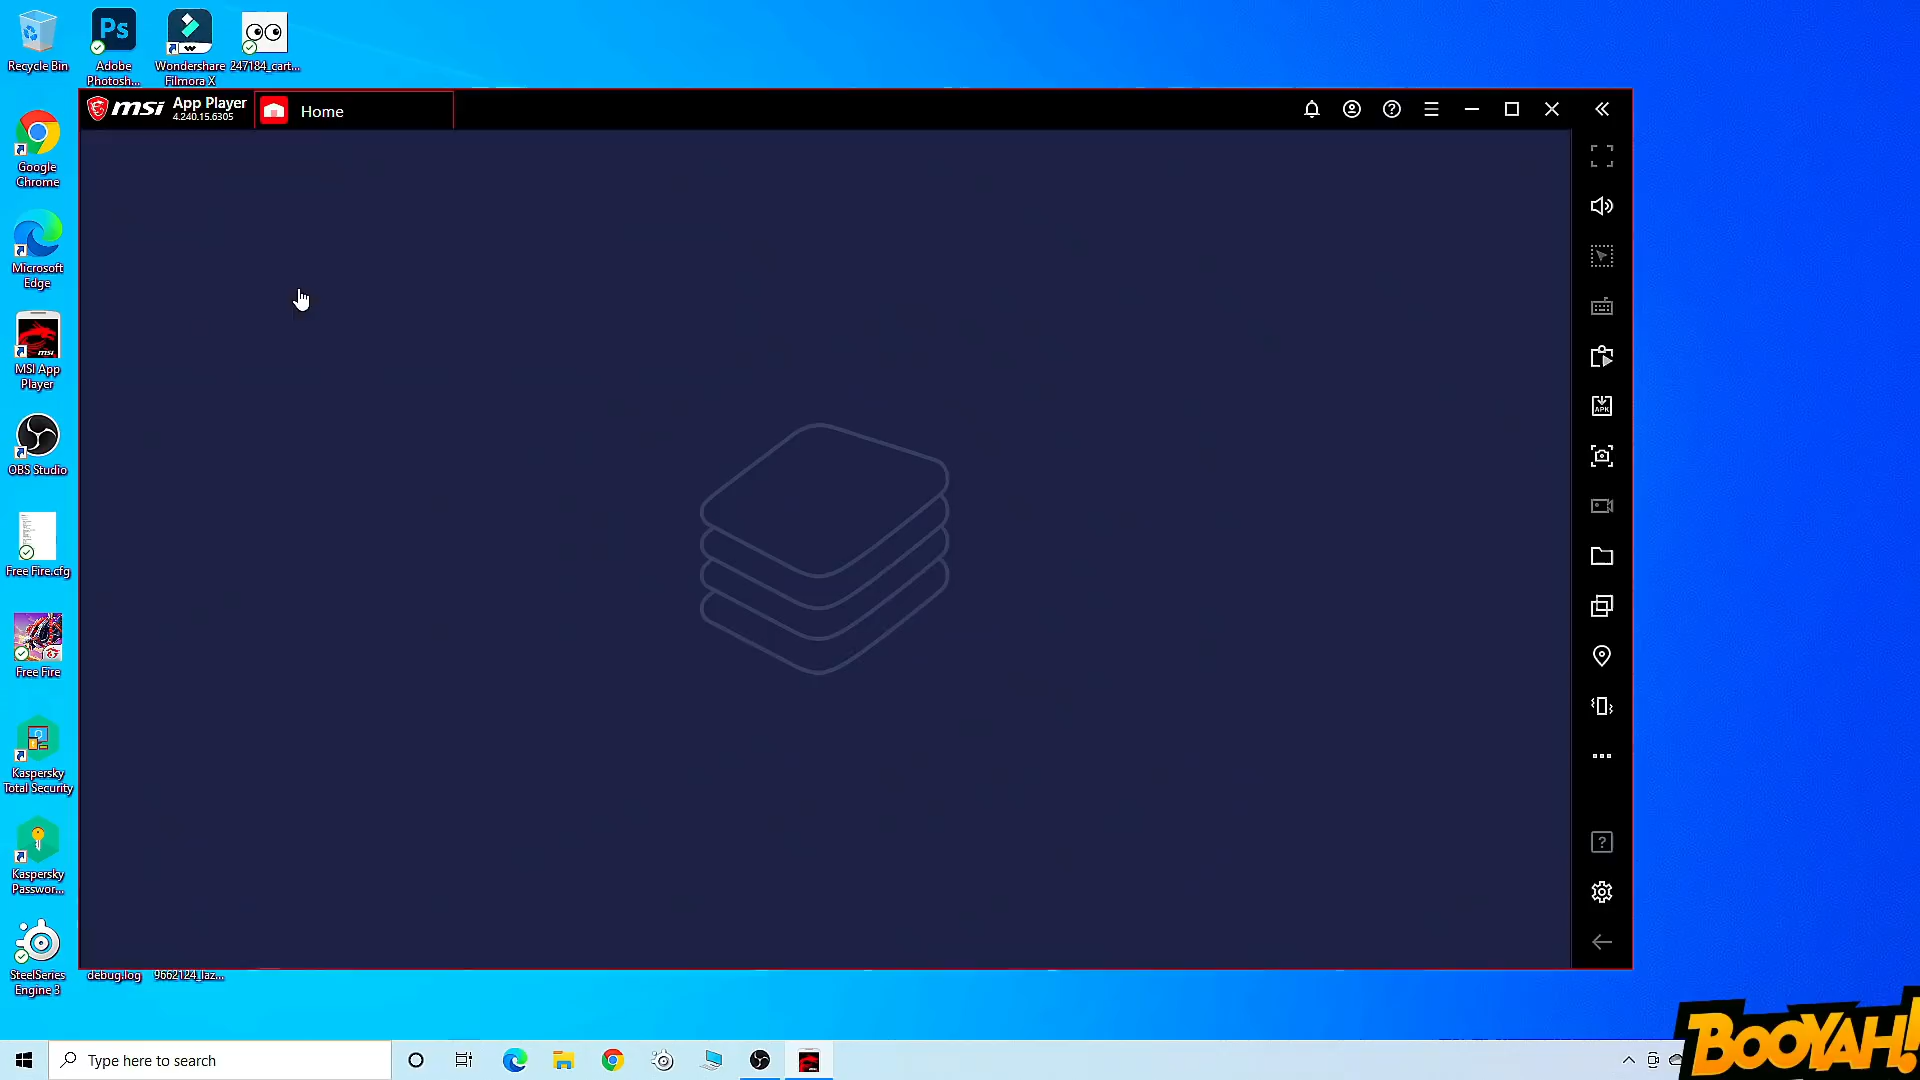 Recycle Bin
Adobe
Photosh...
Wondershare
Filmora X
247184_cart...
Google
Chrome
Microsoft
Edge
MSI App
Player
OBS Studio
Free Fire.cfg
Free Fire
Kaspersky
Total Security
Kaspersky
Passwor...
SteelSeries
Engine 3
debug.log
9662124_laz...
msi
App Player
4.240.15.6305
Home
APK
Type here to search
BOOYAH!